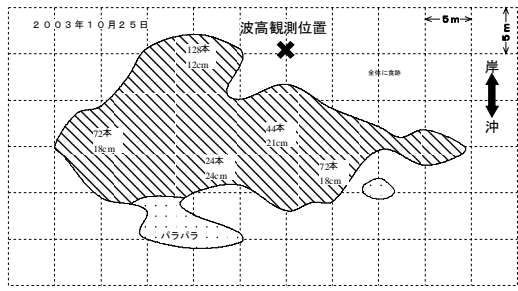 ２００３年１０月２５日
波高観測位置
5m
5m
128本
12cm
全体に食跡
岸
沖
72本
18cm
44本
21cm
24本
24cm
72本
18cm
パラパラ